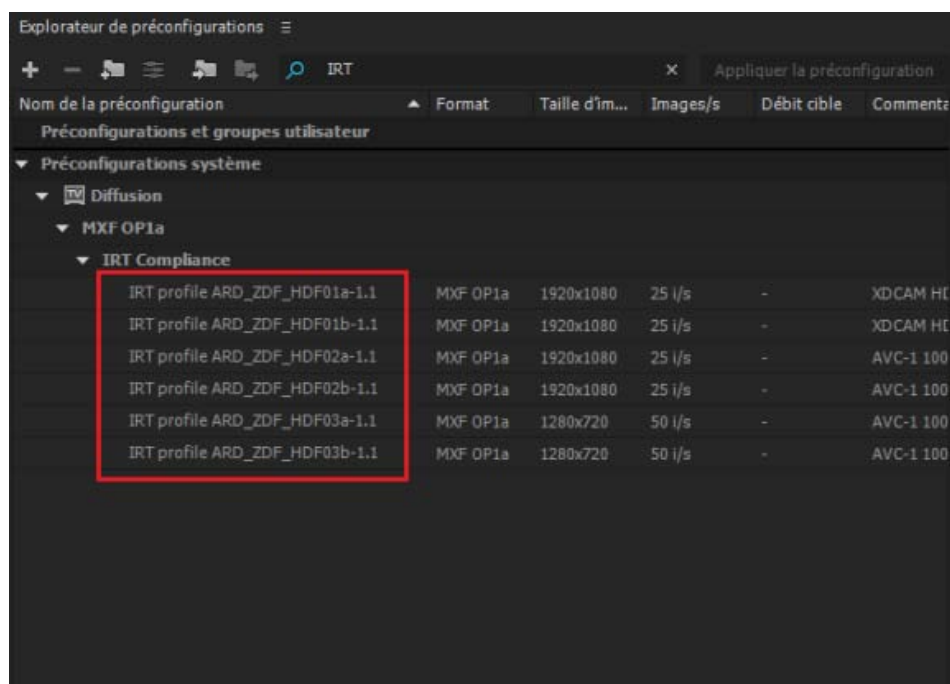 Explorateur de préconfigurations
IRT Appliquer la préconfiguration
Nom de la préconfiguration Format Taille d'im... Images/s Débit cible Commenta
Préconfigurations et groupes utilisateur
Préconfigurations système
TV Diffusion
MXF OP1a
IRT Compliance
IRT profile ARD_ZDF_HDF01a-1.1 MXF OP1a 1920x1080 25 i/s - XDCAM HD
IRT profile ARD_ZDF_HDF01b-1.1 MXF OP1a 1920x1080 25 i/s - XDCAM HD
IRT profile ARD_ZDF_HDF02a-1.1 MXF OP1a 1920x1080 25 i/s - AVC-1 100
IRT profile ARD_ZDF_HDF02b-1.1 MXF OP1a 1920x1080 25 i/s - AVC-1 100
IRT profile ARD_ZDF_HDF03a-1.1 MXF OP1a 1280x720 50 i/s - AVC-1 100
IRT profile ARD_ZDF_HDF03b-1.1 MXF OP1a 1280x720 50 i/s - AVC-1 100